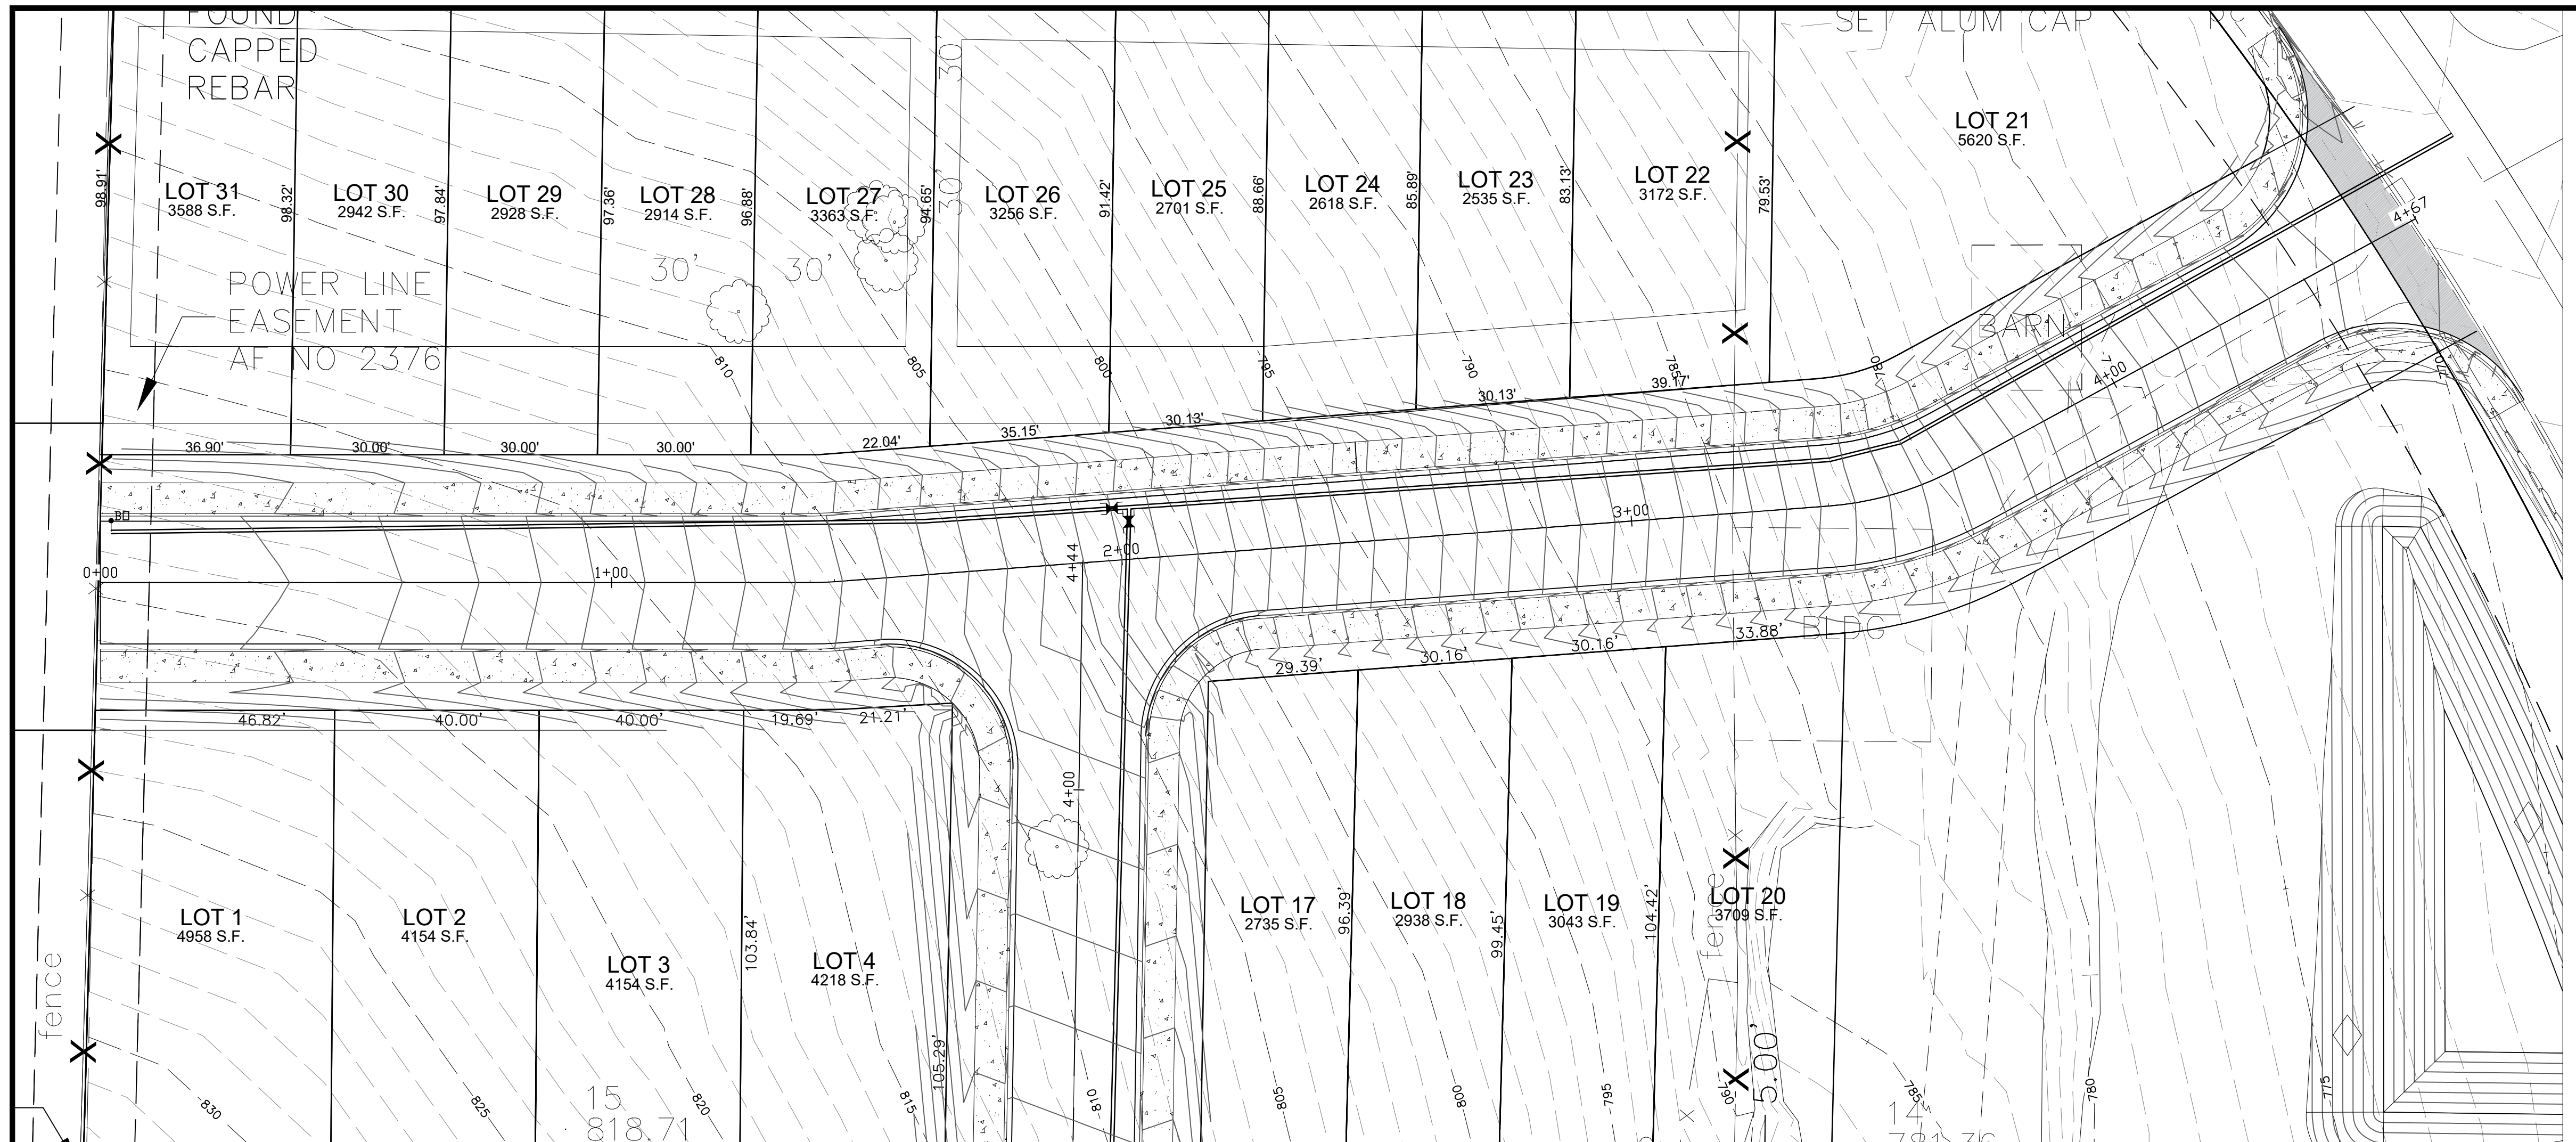 FOUND
CAPPED
REBAR
SET ALUM CAP
30'
30'
LOT 31
3588 S.F.
LOT 30
2942 S.F.
LOT 29
2928 S.F.
LOT 28
2914 S.F.
LOT 27
3363 S.F.
LOT 26
3256 S.F.
LOT 25
2701 S.F.
LOT 24
2618 S.F.
LOT 23
2535 S.F.
LOT 22
3172 S.F.
LOT 21
5620 S.F.
98.91'
98.32'
97.84'
97.36'
96.88'
94.65'
91.42'
88.66'
85.89'
83.13'
79.53'
POWER LINE
EASEMENT
AF NO 2376
30'
30'
810
805
800
795
790
785
780
BARN
4+67
4+00
36.90'
30.00'
30.00'
30.00'
22.04'
35.15'
30.13'
30.13'
39.17'
0+00
1+00
2+00
3+00
4+44
4+00
46.82'
40.00'
40.00'
19.69'
21.21'
29.39'
30.16'
30.16'
33.88'
BLDG
LOT 1
4958 S.F.
LOT 2
4154 S.F.
LOT 3
4154 S.F.
LOT 4
4218 S.F.
LOT 17
2735 S.F.
LOT 18
2938 S.F.
LOT 19
3043 S.F.
LOT 20
3709 S.F.
103.84'
105.29'
96.39'
99.45'
104.42'
fence
fence
5.00'
830
825
820
815
810
805
800
795
790
785
780
775
15
818.71
14